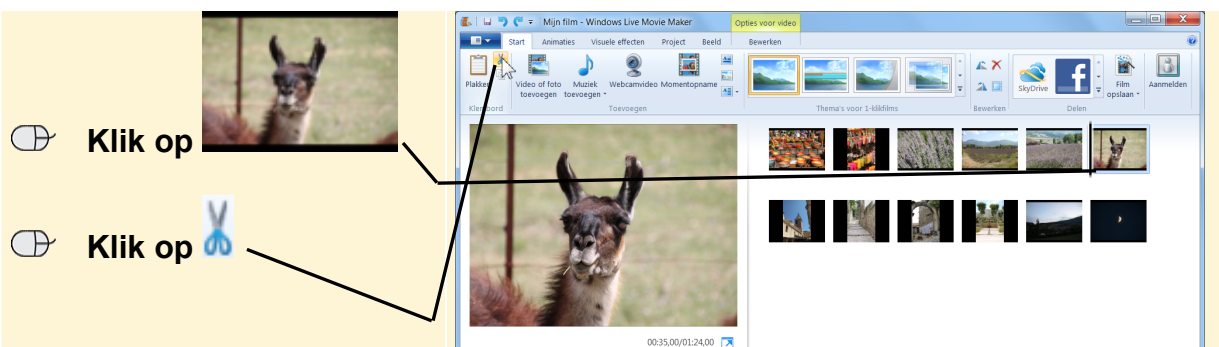 Klik op
Klik op
Mijn film - Windows Live Movie Maker
Opties voor video
Start Animaties Visuele effecten Project Beeld Bewerken
Plakken
Video of foto toevoegen
Muziek toevoegen
Webcamvideo
Momentopname
SkyDrive
Film opslaan
Aanmelden
Klembord
Toevoegen
Thema's voor 1-klikfilms
Bewerken
Delen
00:35,00/01:24,00